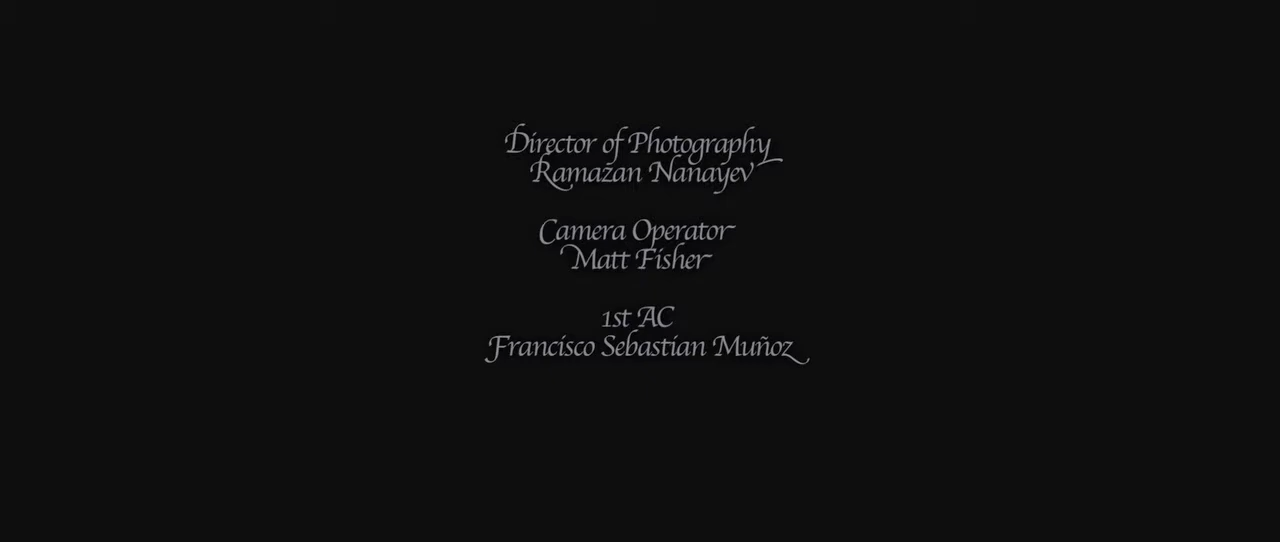 Director of Photography
Ramazan Nanayev
Camera Operator
Matt Fisher
1st AC
Francisco Sebastian Muñoz